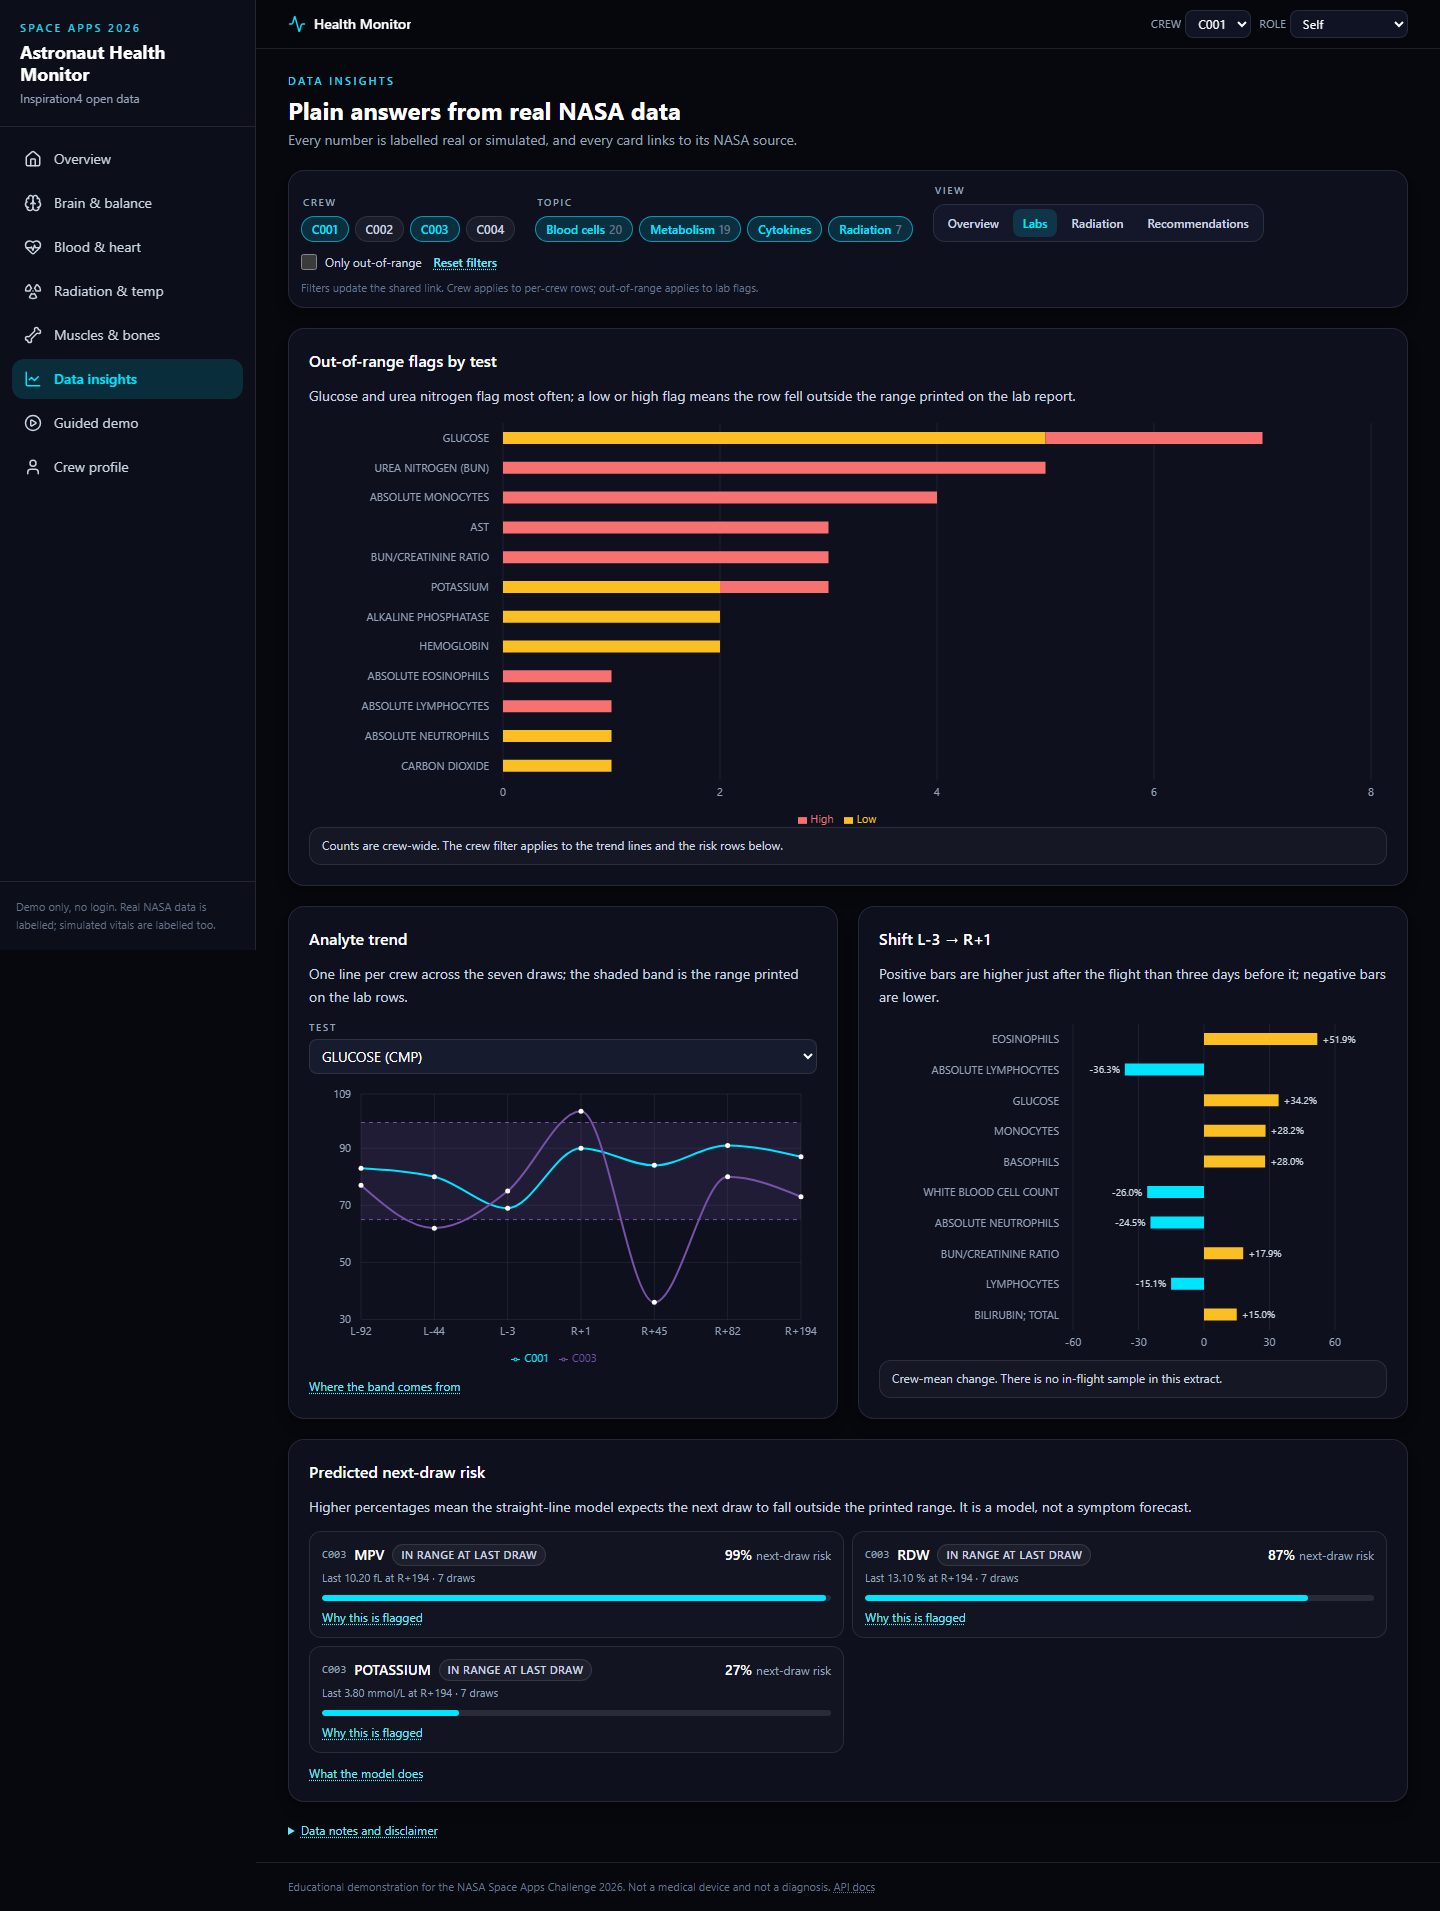 SPACE APPS 2026
Astronaut Health
Monitor
Inspiration4 open data
Overview
Brain & balance
Blood & heart
Radiation & temp
Muscles & bones
Data insights
Guided demo
Crew profile
Demo only, no login. Real NASA data is
labelled; simulated vitals are labelled too.
Health Monitor
CREW C001 ROLE Self
DATA INSIGHTS
Plain answers from real NASA data
Every number is labelled real or simulated, and every card links to its NASA source.
CREW
C001 C002 C003 C004
TOPIC
Blood cells 20 Metabolism 19 Cytokines Radiation 7
VIEW
Overview Labs Radiation Recommendations
Only out-of-range Reset filters
Filters update the shared link. Crew applies to per-crew rows; out-of-range applies to lab flags.
Out-of-range flags by test
Glucose and urea nitrogen flag most often; a low or high flag means the row fell outside the range printed on the lab report.
GLUCOSE
UREA NITROGEN (BUN)
ABSOLUTE MONOCYTES
AST
BUN/CREATININE RATIO
POTASSIUM
ALKALINE PHOSPHATASE
HEMOGLOBIN
ABSOLUTE EOSINOPHILS
ABSOLUTE LYMPHOCYTES
ABSOLUTE NEUTROPHILS
CARBON DIOXIDE
0 2 4 6 8
High Low
Counts are crew-wide. The crew filter applies to the trend lines and the risk rows below.
Analyte trend
One line per crew across the seven draws; the shaded band is the range printed
on the lab rows.
TEST
GLUCOSE (CMP)
109
90
70
50
30
L-92 L-44 L-3 R+1 R+45 R+82 R+194
C001 C003
Where the band comes from
Shift L-3 → R+1
Positive bars are higher just after the flight than three days before it; negative bars
are lower.
EOSINOPHILS +51.9%
ABSOLUTE LYMPHOCYTES -36.3%
GLUCOSE +34.2%
MONOCYTES +28.2%
BASOPHILS +28.0%
WHITE BLOOD CELL COUNT -26.0%
ABSOLUTE NEUTROPHILS -24.5%
BUN/CREATININE RATIO +17.9%
LYMPHOCYTES -15.1%
BILIRUBIN; TOTAL +15.0%
-60 -30 0 30 60
Crew-mean change. There is no in-flight sample in this extract.
Predicted next-draw risk
Higher percentages mean the straight-line model expects the next draw to fall outside the printed range. It is a model, not a symptom forecast.
C003 MPV IN RANGE AT LAST DRAW 99% next-draw risk
Last 10.20 fL at R+194 · 7 draws
Why this is flagged
C003 RDW IN RANGE AT LAST DRAW 87% next-draw risk
Last 13.10 % at R+194 · 7 draws
Why this is flagged
C003 POTASSIUM IN RANGE AT LAST DRAW 27% next-draw risk
Last 3.80 mmol/L at R+194 · 7 draws
Why this is flagged
What the model does
Data notes and disclaimer
Educational demonstration for the NASA Space Apps Challenge 2026. Not a medical device and not a diagnosis. API docs